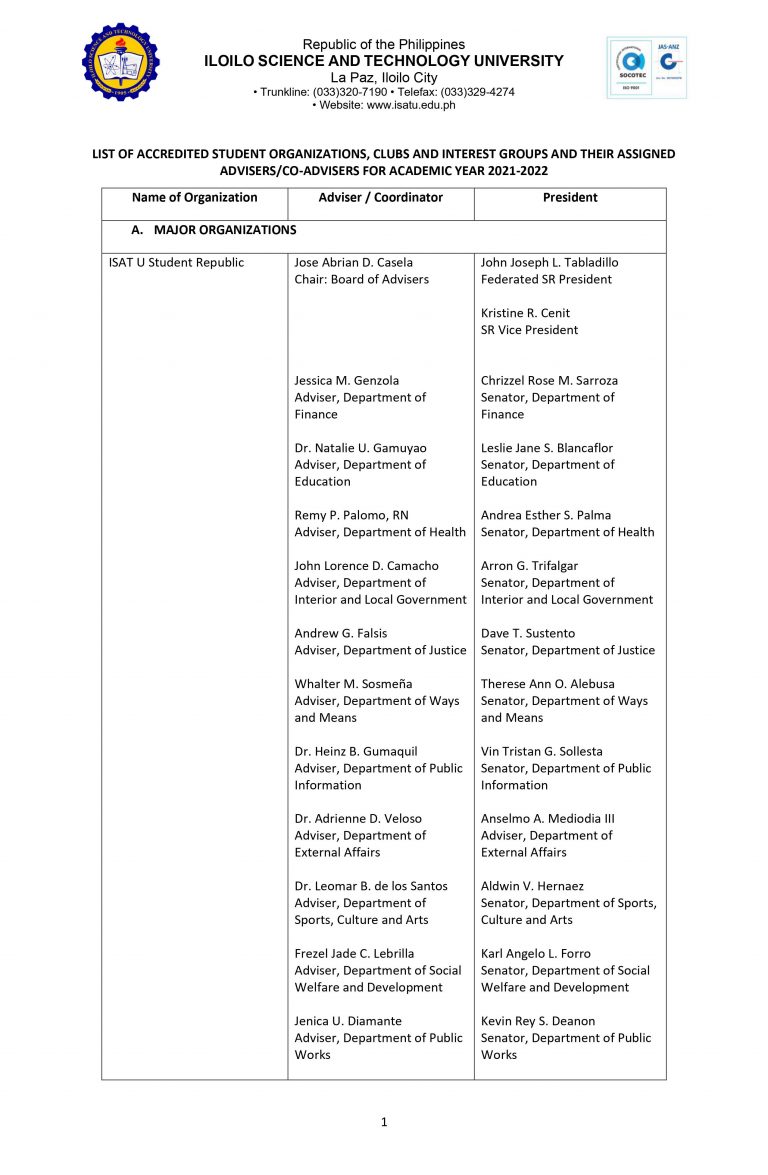 Republic of the Philippines
ILOILO SCIENCE AND TECHNOLOGY UNIVERSITY
La Paz, Iloilo City
• Trunkline: (033)320-7190 • Telefax: (033)329-4274
• Website: www.isatu.edu.ph
ILOILO SCIENCE AND TECHNOLOGY UNIVERSITY
1905
SOCOTEC
ISO 9001
JAS-ANZ
LIST OF ACCREDITED STUDENT ORGANIZATIONS, CLUBS AND INTEREST GROUPS AND THEIR ASSIGNED
ADVISERS/CO-ADVISERS FOR ACADEMIC YEAR 2021-2022
Name of Organization
Adviser / Coordinator
President
A. MAJOR ORGANIZATIONS
ISAT U Student Republic
Jose Abrian D. Casela
Chair: Board of Advisers
John Joseph L. Tabladillo
Federated SR President
Kristine R. Cenit
SR Vice President
Jessica M. Genzola
Adviser, Department of
Finance
Chrizzel Rose M. Sarroza
Senator, Department of
Finance
Dr. Natalie U. Gamuyao
Adviser, Department of
Education
Leslie Jane S. Blancaflor
Senator, Department of
Education
Remy P. Palomo, RN
Adviser, Department of Health
Andrea Esther S. Palma
Senator, Department of Health
John Lorence D. Camacho
Adviser, Department of
Interior and Local Government
Arron G. Trifalgar
Senator, Department of
Interior and Local Government
Andrew G. Falsis
Adviser, Department of Justice
Dave T. Sustento
Senator, Department of Justice
Whalter M. Sosmeña
Adviser, Department of Ways
and Means
Therese Ann O. Alebusa
Senator, Department of Ways
and Means
Dr. Heinz B. Gumaquil
Adviser, Department of Public
Information
Vin Tristan G. Sollesta
Senator, Department of Public
Information
Dr. Adrienne D. Veloso
Adviser, Department of
External Affairs
Anselmo A. Mediodia III
Adviser, Department of
External Affairs
Dr. Leomar B. de los Santos
Adviser, Department of
Sports, Culture and Arts
Aldwin V. Hernaez
Senator, Department of Sports,
Culture and Arts
Frezel Jade C. Lebrilla
Adviser, Department of Social
Welfare and Development
Karl Angelo L. Forro
Senator, Department of Social
Welfare and Development
Jenica U. Diamante
Adviser, Department of Public
Works
Kevin Rey S. Deanon
Senator, Department of Public
Works
1